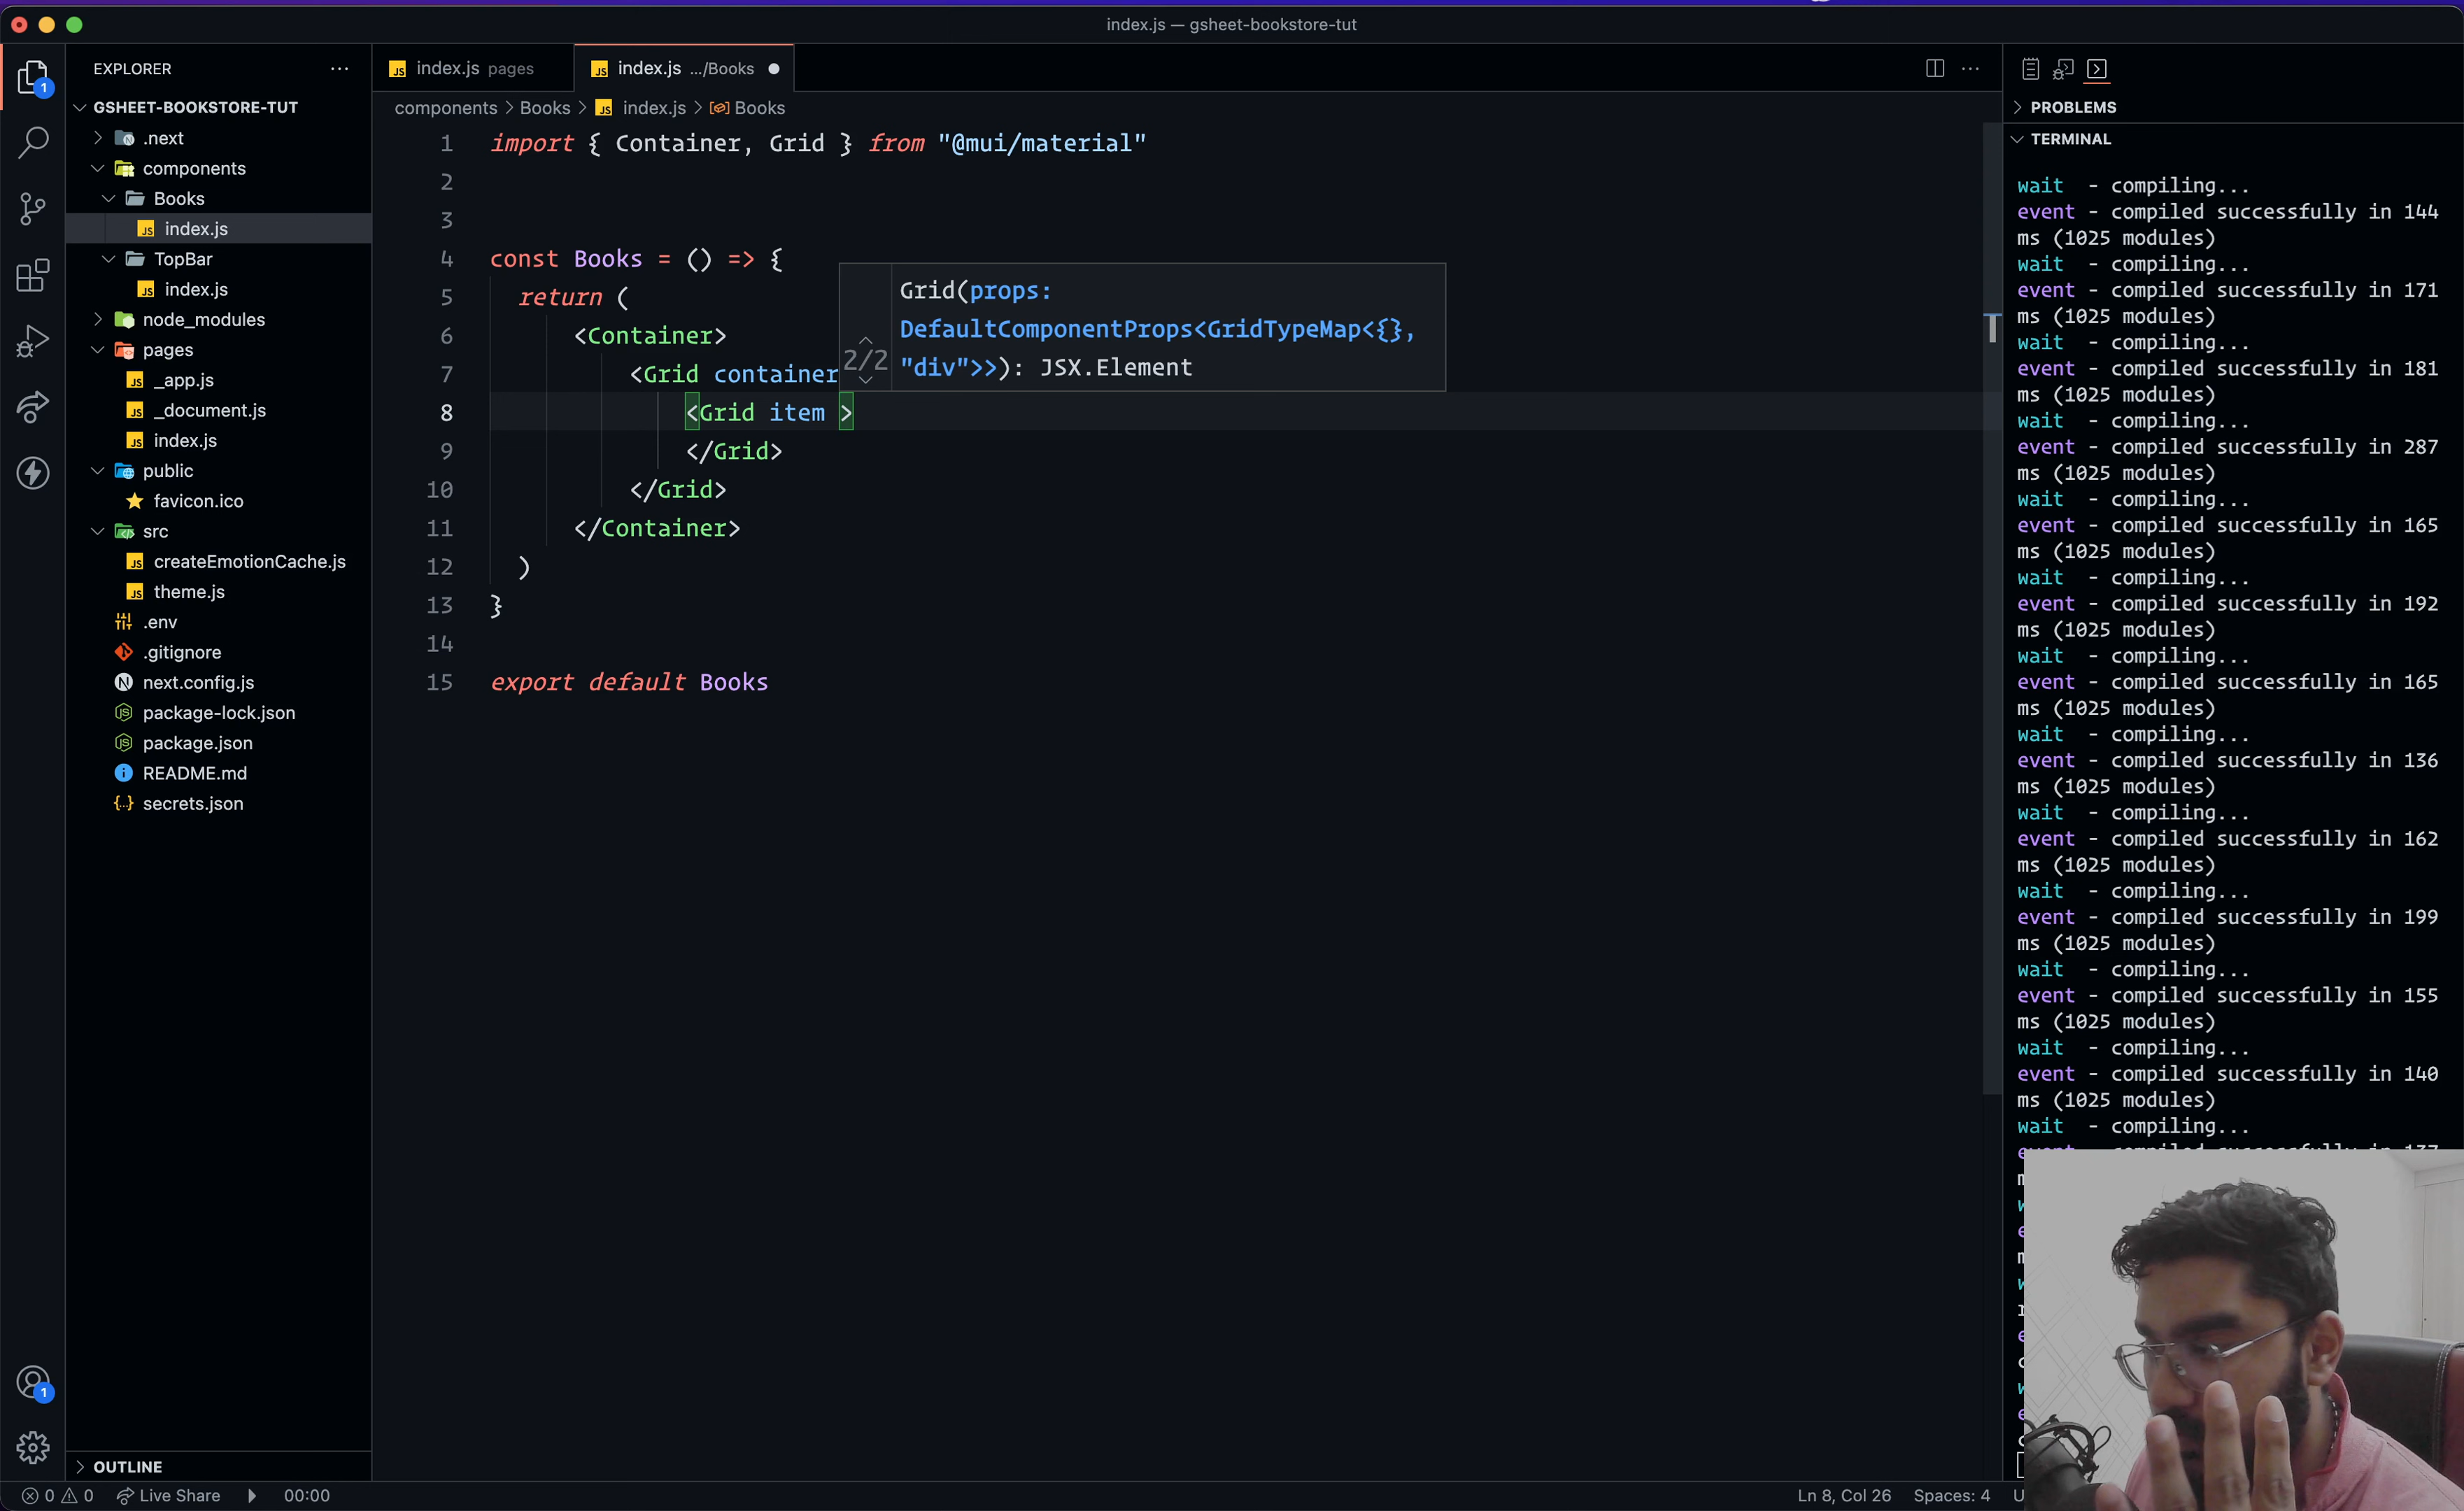 index.js — gsheet-bookstore-tut
EXPLORER
GSHEET-BOOKSTORE-TUT
.next
components
Books
index.js
TopBar
index.js
node_modules
pages
_app.js
_document.js
index.js
public
favicon.ico
src
createEmotionCache.js
theme.js
.env
.gitignore
next.config.js
package-lock.json
package.json
README.md
secrets.json
OUTLINE
index.js pages
index.js .../Books
components > Books > index.js > Books
1 import { Container, Grid } from "@mui/material"
2
3
4 const Books = () => {
5 return (
6 <Container>
7 <Grid container
8 <Grid item >
9 </Grid>
10 </Grid>
11 </Container>
12 )
13 }
14
15 export default Books
2/2
Grid(props:
DefaultComponentProps<GridTypeMap<{},
"div">>): JSX.Element
PROBLEMS
TERMINAL
wait - compiling...
event - compiled successfully in 144
ms (1025 modules)
wait - compiling...
event - compiled successfully in 171
ms (1025 modules)
wait - compiling...
event - compiled successfully in 181
ms (1025 modules)
wait - compiling...
event - compiled successfully in 287
ms (1025 modules)
wait - compiling...
event - compiled successfully in 165
ms (1025 modules)
wait - compiling...
event - compiled successfully in 192
ms (1025 modules)
wait - compiling...
event - compiled successfully in 165
ms (1025 modules)
wait - compiling...
event - compiled successfully in 136
ms (1025 modules)
wait - compiling...
event - compiled successfully in 162
ms (1025 modules)
wait - compiling...
event - compiled successfully in 199
ms (1025 modules)
wait - compiling...
event - compiled successfully in 155
ms (1025 modules)
wait - compiling...
event - compiled successfully in 140
ms (1025 modules)
wait - compiling...
1
1
0 0 Live Share 00:00
Ln 8, Col 26 Spaces: 4